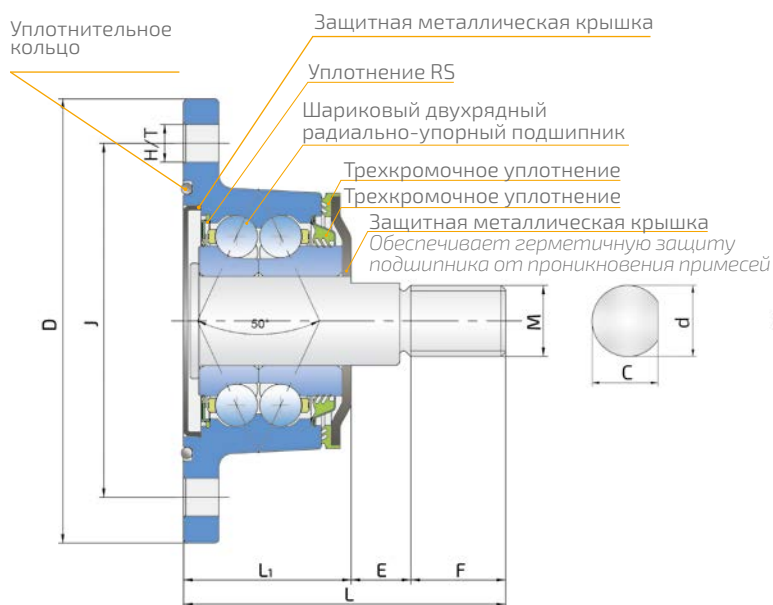 Защитная металлическая крышка
Уплотнительное
кольцо
Уплотнение RS
Шариковый двухрядный
радиально-упорный подшипник
Трехкромочное уплотнение
Трехкромочное уплотнение
Защитная металлическая крышка
Обеспечивает герметичную защиту
подшипника от проникновения примесей
H/T
D
J
50°
M
d
C
L₁
E
F
L